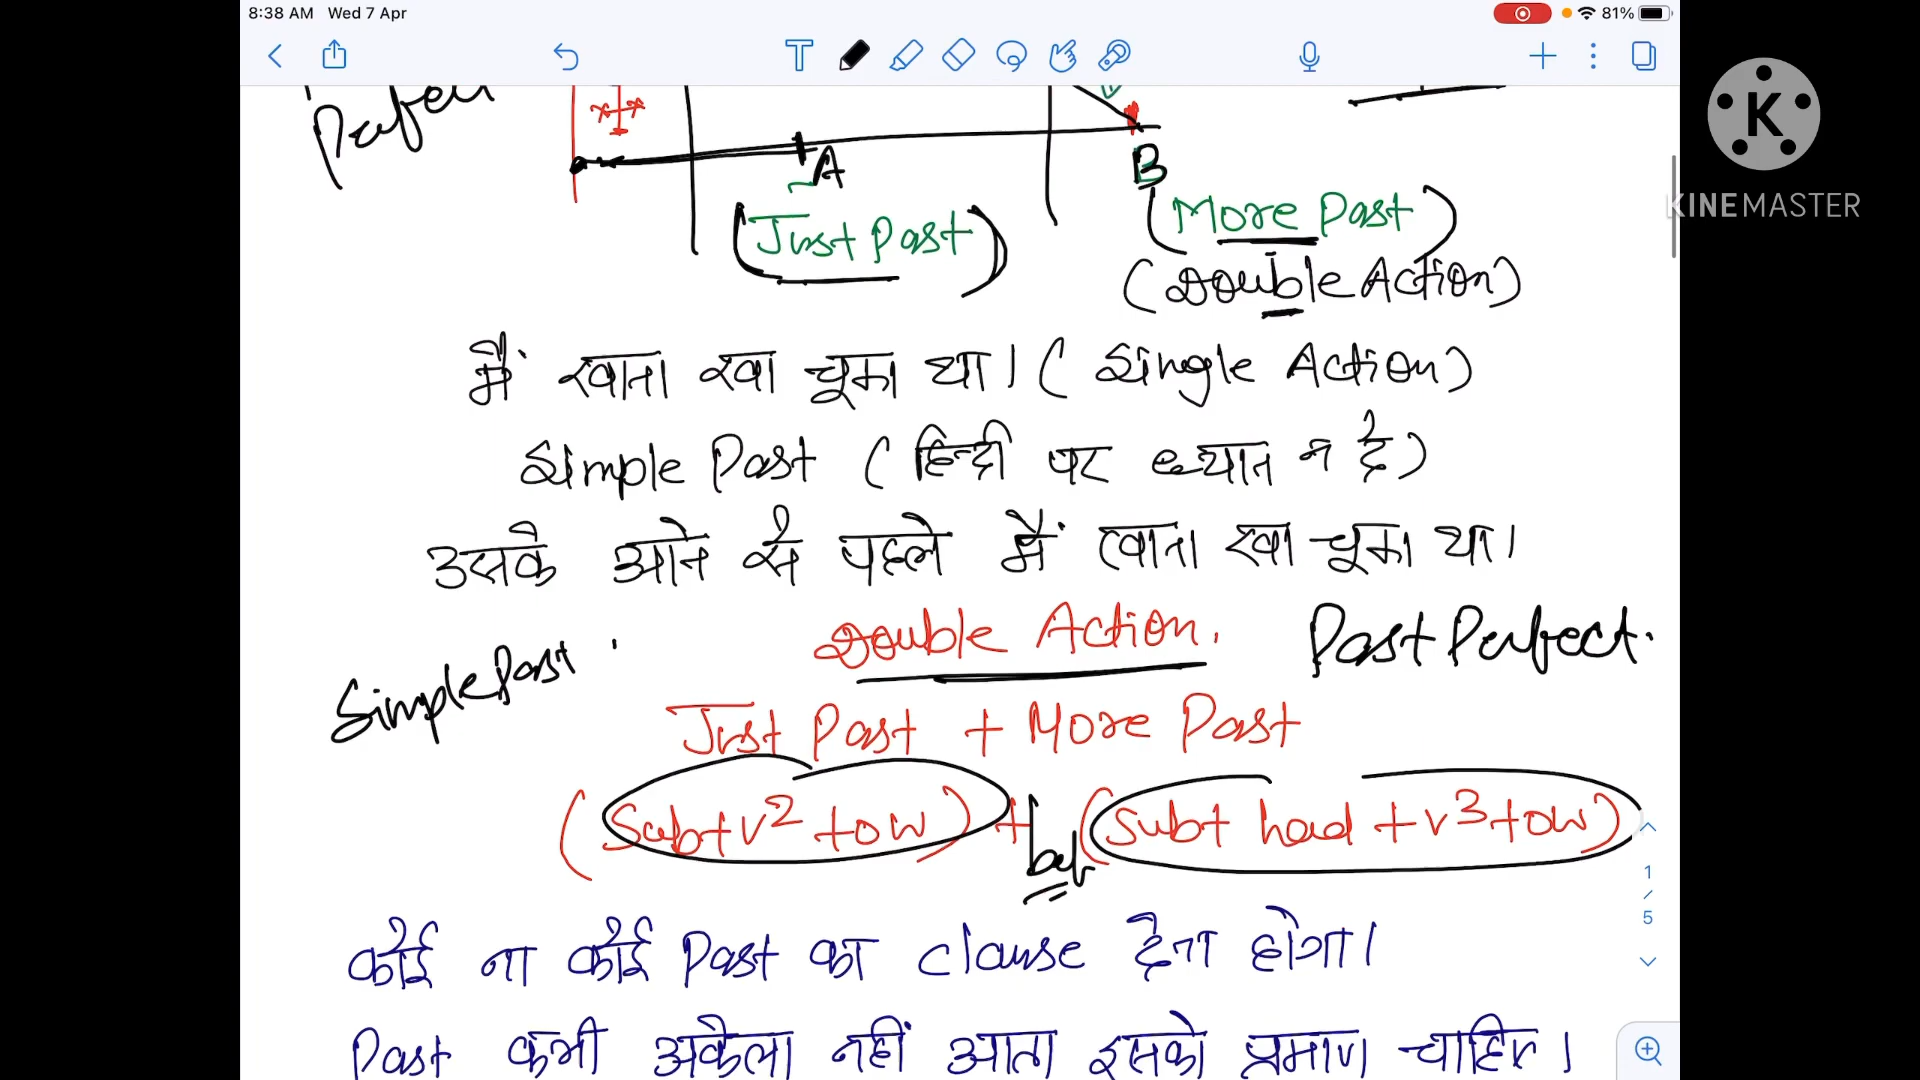 8:38 AM Wed 7 Apr 81%
K
KINEMASTER
Perfect
A B
(Just Past) (More Past)
(Double Action)
मैं खाना खा चूका था। (Single Action)
Simple Past (हिन्दी पर ध्यान न दे)
उसके आने से पहले मैं खाना खा चूका था।
Double Action. Past Perfect.
Simple Past
Just Past + More Past
(Sub+v2 +ow) + bef (Sub+ had +v3+ow)
1
/
5
कोई ना कोई Past का clause देना होगा।
Past कभी अकेला नहीं आता इसको प्रमाण चाहिए।